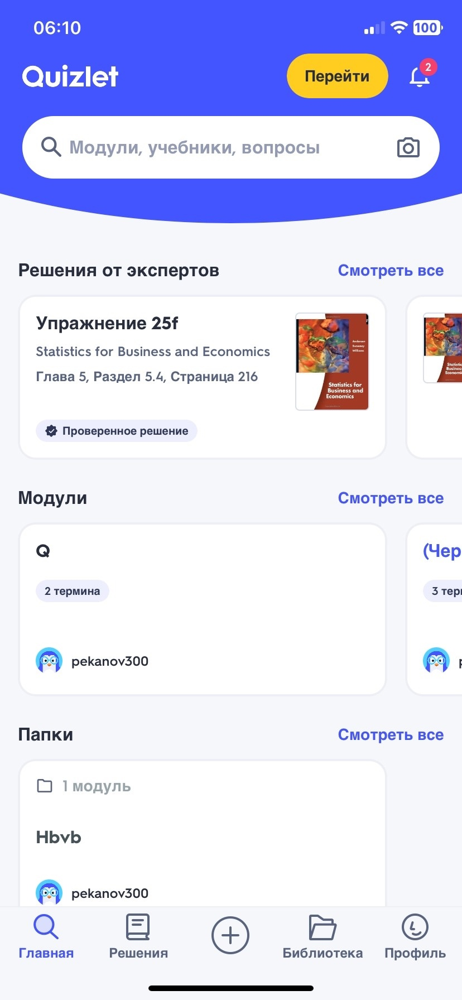 06:10
100
Quizlet
Перейти
2
Модули, учебники, вопросы
Решения от экспертов
Смотреть все
Упражнение 25f
Statistics for Business and Economics
Глава 5, Раздел 5.4, Страница 216
Проверенное решение
Anderson
Sweeney
Williams
Statistics for
Business and
Economics
Модули
Смотреть все
Q
2 термина
pekanov300
(Чер
3 тер
Папки
Смотреть все
1 модуль
Hbvb
pekanov300
Главная
Решения
Библиотека
Профиль